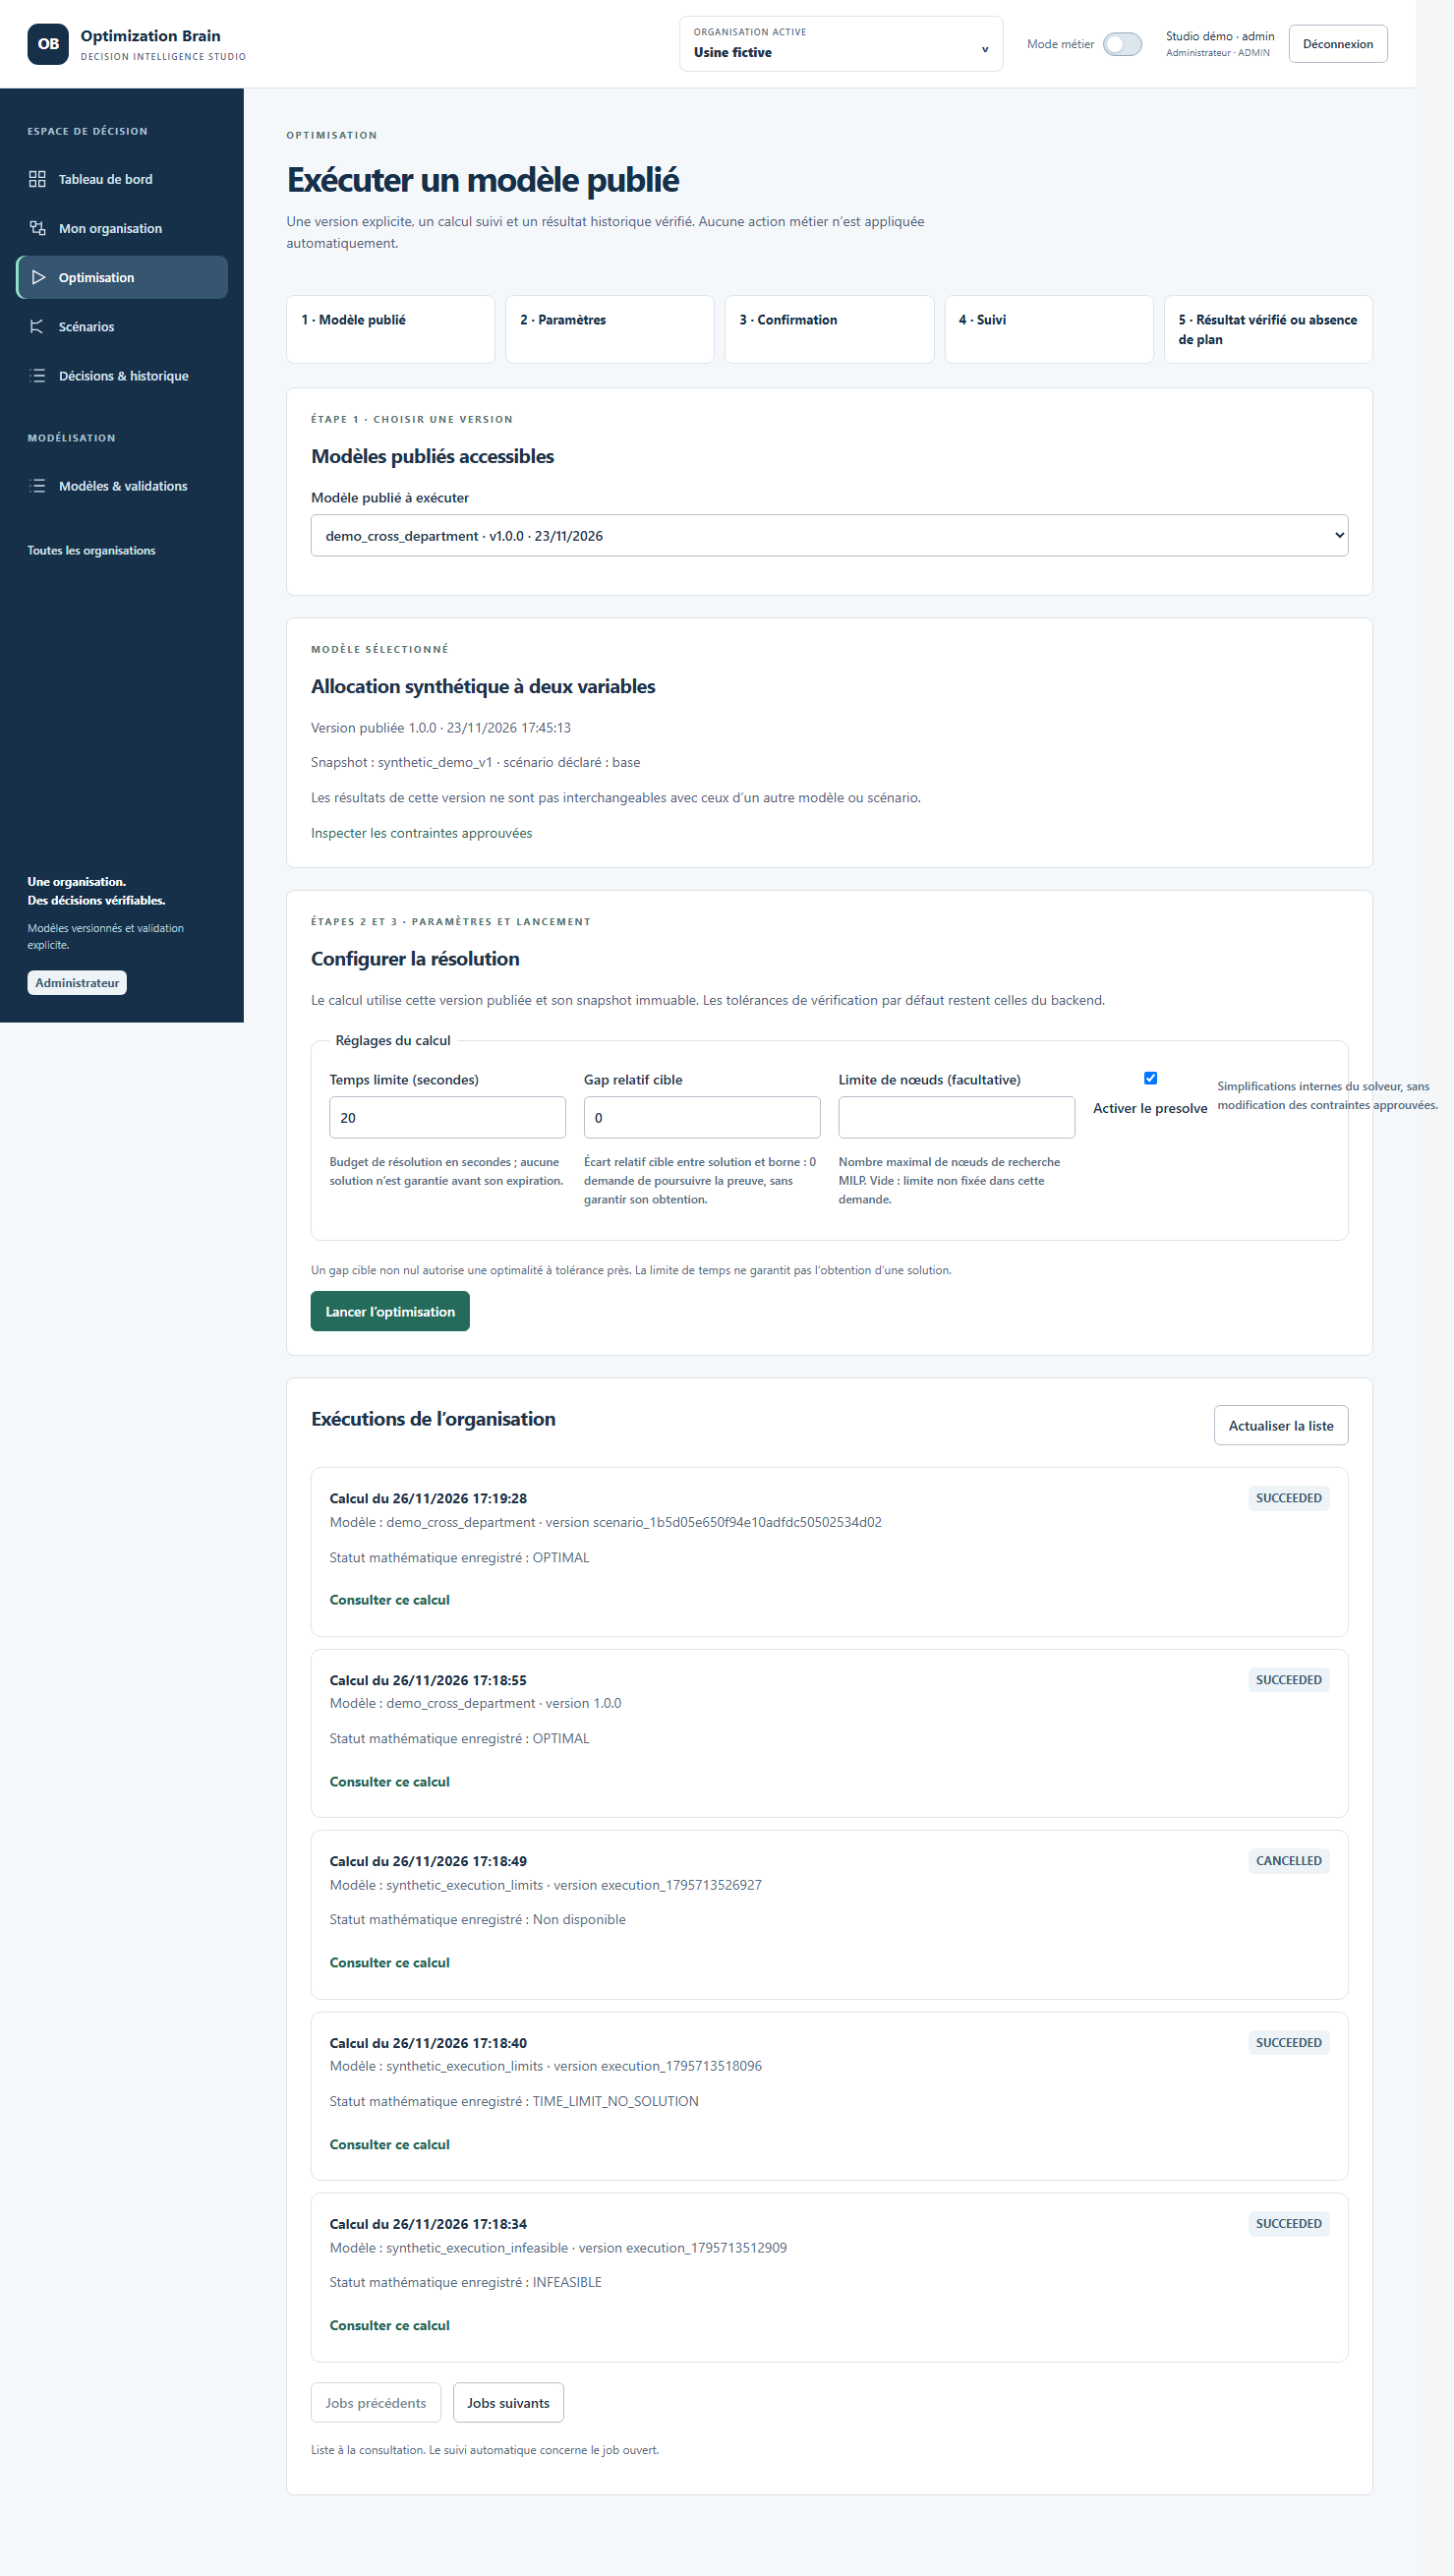 OB
Optimization Brain
DECISION INTELLIGENCE STUDIO
ORGANISATION ACTIVE
Usine fictive
Mode métier
Studio démo · admin
Administrateur · ADMIN
Déconnexion
ESPACE DE DÉCISION
Tableau de bord
Mon organisation
Optimisation
Scénarios
Décisions & historique
MODÉLISATION
Modèles & validations
Toutes les organisations
Une organisation.
Des décisions vérifiables.
Modèles versionnés et validation
explicite.
Administrateur
OPTIMISATION
Exécuter un modèle publié
Une version explicite, un calcul suivi et un résultat historique vérifié. Aucune action métier n’est appliquée
automatiquement.
1 · Modèle publié
2 · Paramètres
3 · Confirmation
4 · Suivi
5 · Résultat vérifié ou absence
de plan
ÉTAPE 1 · CHOISIR UNE VERSION
Modèles publiés accessibles
Modèle publié à exécuter
demo_cross_department · v1.0.0 · 23/11/2026
MODÈLE SÉLECTIONNÉ
Allocation synthétique à deux variables
Version publiée 1.0.0 · 23/11/2026 17:45:13
Snapshot : synthetic_demo_v1 · scénario déclaré : base
Les résultats de cette version ne sont pas interchangeables avec ceux d’un autre modèle ou scénario.
Inspecter les contraintes approuvées
ÉTAPES 2 ET 3 · PARAMÈTRES ET LANCEMENT
Configurer la résolution
Le calcul utilise cette version publiée et son snapshot immuable. Les tolérances de vérification par défaut restent celles du backend.
Réglages du calcul
Temps limite (secondes)
20
Budget de résolution en secondes ; aucune
solution n’est garantie avant son expiration.
Gap relatif cible
0
Écart relatif cible entre solution et borne : 0
demande de poursuivre la preuve, sans
garantir son obtention.
Limite de nœuds (facultative)
Nombre maximal de nœuds de recherche
MILP. Vide : limite non fixée dans cette
demande.
Activer le presolve
Simplifications internes du solveur, sans
modification des contraintes approuvées.
Un gap cible non nul autorise une optimalité à tolérance près. La limite de temps ne garantit pas l’obtention d’une solution.
Lancer l’optimisation
Exécutions de l’organisation
Actualiser la liste
Calcul du 26/11/2026 17:19:28
SUCCEEDED
Modèle : demo_cross_department · version scenario_1b5d05e650f94e10adfdc50502534d02
Statut mathématique enregistré : OPTIMAL
Consulter ce calcul
Calcul du 26/11/2026 17:18:55
SUCCEEDED
Modèle : demo_cross_department · version 1.0.0
Statut mathématique enregistré : OPTIMAL
Consulter ce calcul
Calcul du 26/11/2026 17:18:49
CANCELLED
Modèle : synthetic_execution_limits · version execution_1795713526927
Statut mathématique enregistré : Non disponible
Consulter ce calcul
Calcul du 26/11/2026 17:18:40
SUCCEEDED
Modèle : synthetic_execution_limits · version execution_1795713518096
Statut mathématique enregistré : TIME_LIMIT_NO_SOLUTION
Consulter ce calcul
Calcul du 26/11/2026 17:18:34
SUCCEEDED
Modèle : synthetic_execution_infeasible · version execution_1795713512909
Statut mathématique enregistré : INFEASIBLE
Consulter ce calcul
Jobs précédents
Jobs suivants
Liste à la consultation. Le suivi automatique concerne le job ouvert.